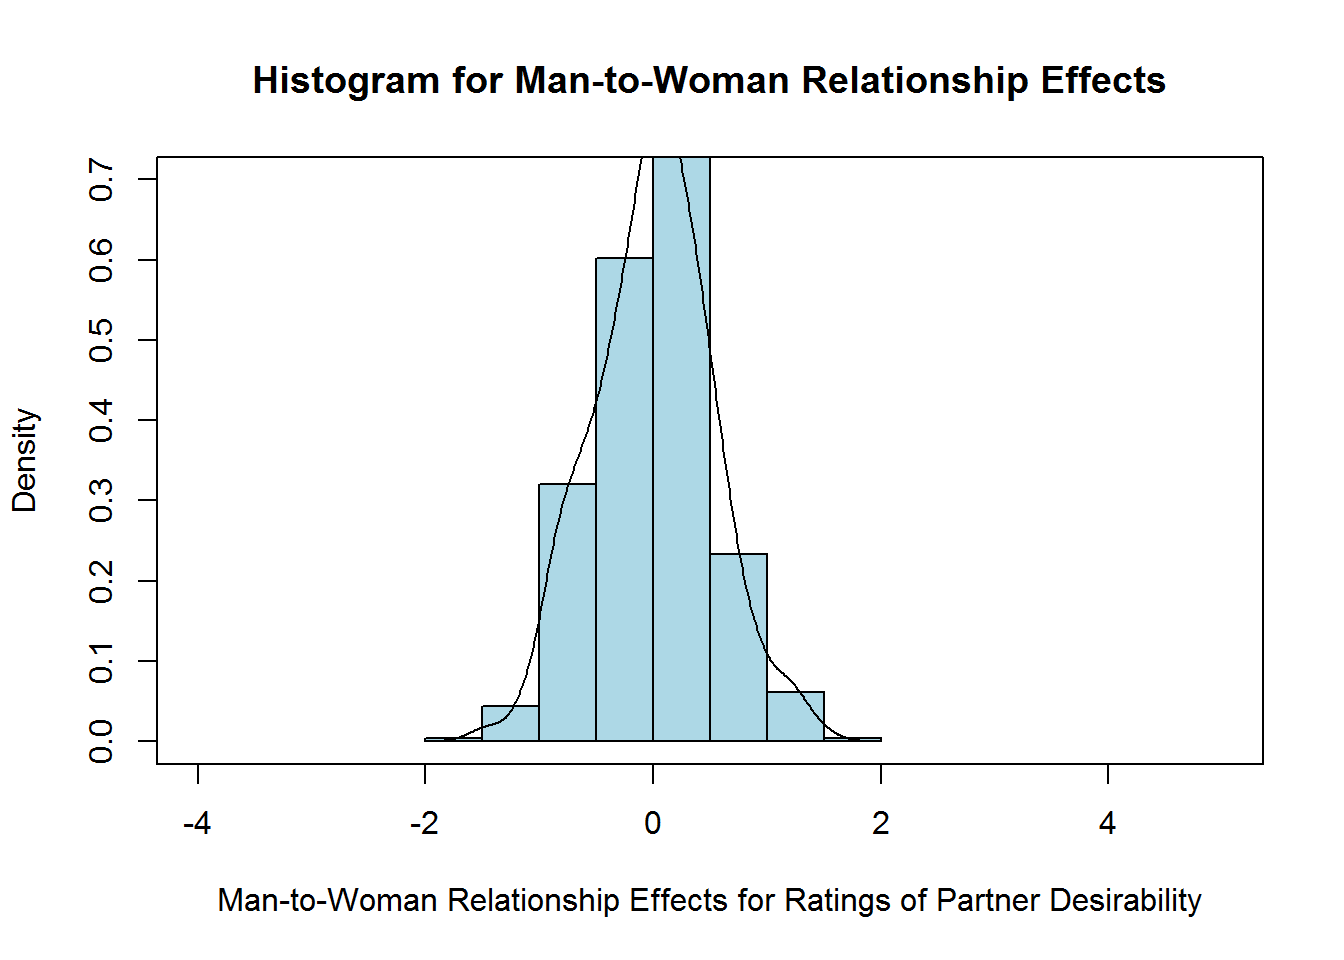 Histogram for Man-to-Woman Relationship Effects
Density
0.7
0.6
0.5
0.4
0.3
0.2
0.1
0.0
-4 -2 0 2 4
Man-to-Woman Relationship Effects for Ratings of Partner Desirability